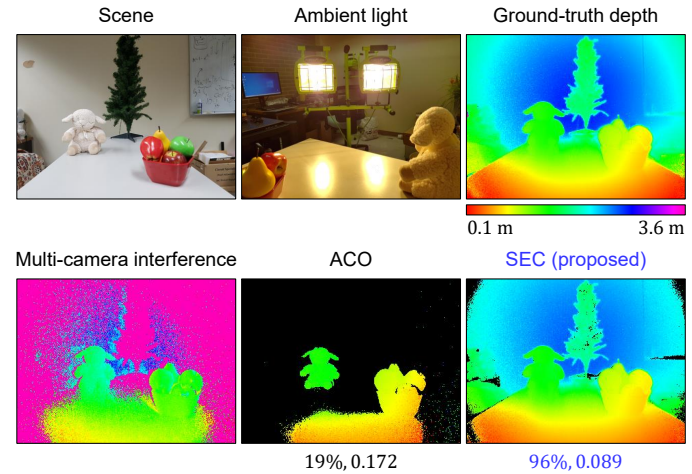 Scene
Ambient light
Ground-truth depth
0.1 m
3.6 m
Multi-camera interference
ACO
SEC (proposed)
19%, 0.172
96%, 0.089